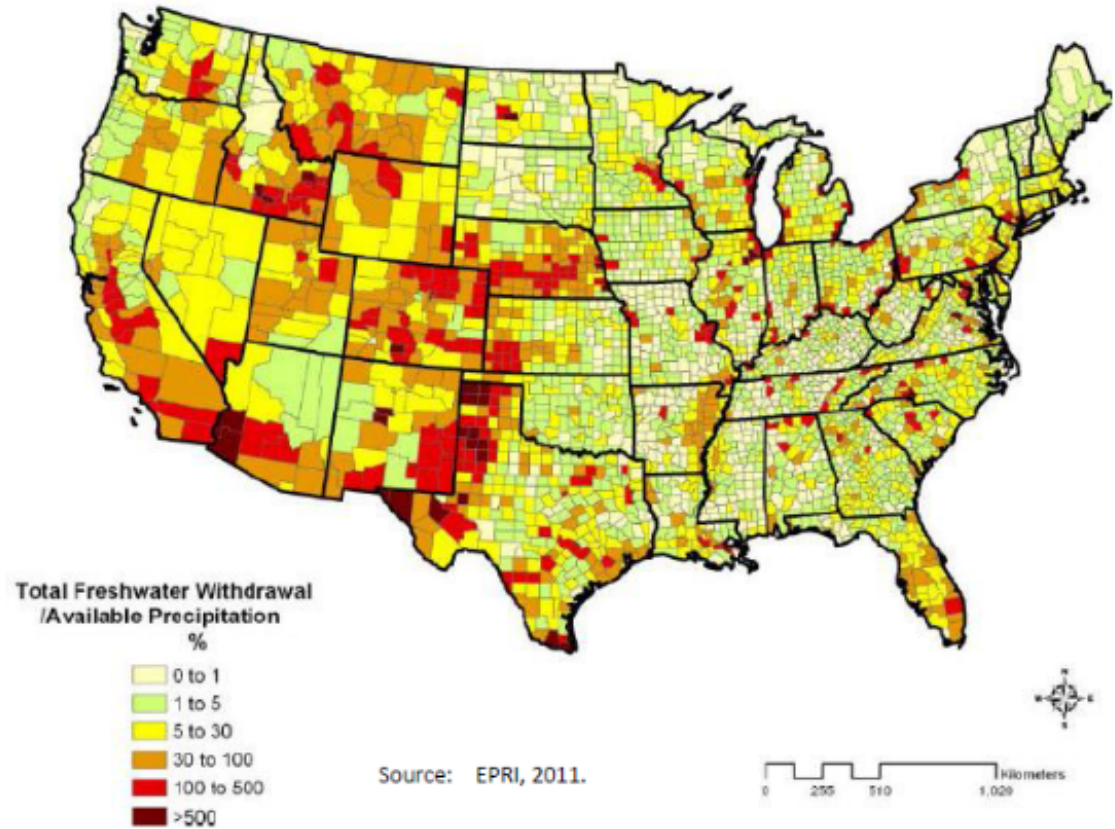 Total Freshwater Withdrawal
/Available Precipitation
%
0 to 1
1 to 5
5 to 30
30 to 100
100 to 500
>500
Source: EPRI, 2011.
N
W E
S
Kilometers
0 255 510 1,020